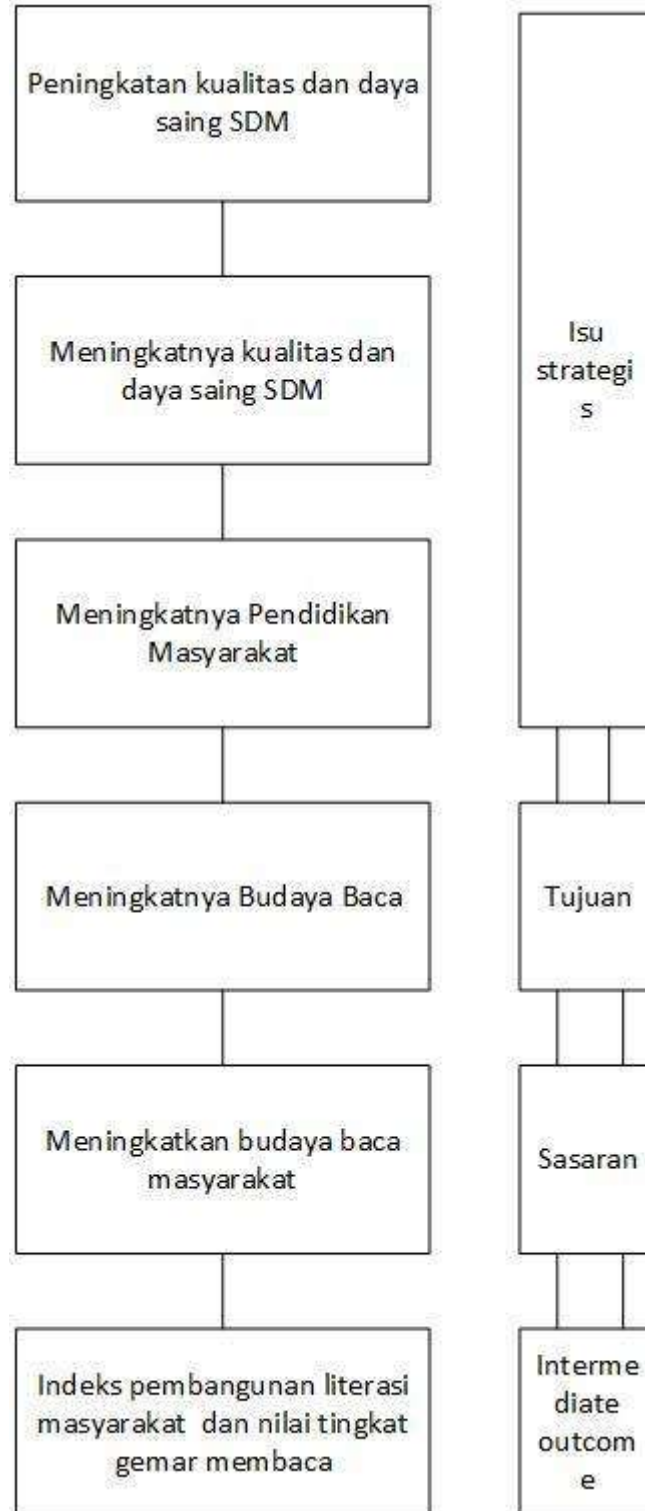 Peningkatan kualitas dan daya
saing SDM
Meningkatnya kualitas dan
daya saing SDM
Isu
strategi
s
Meningkatnya Pendidikan
Masyarakat
Meningkatnya Budaya Baca
Tujuan
Meningkatkan budaya baca
masyarakat
Sasaran
Indeks pembangunan literasi
masyarakat dan nilai tingkat
gemar membaca
Interme
diate
outcom
e